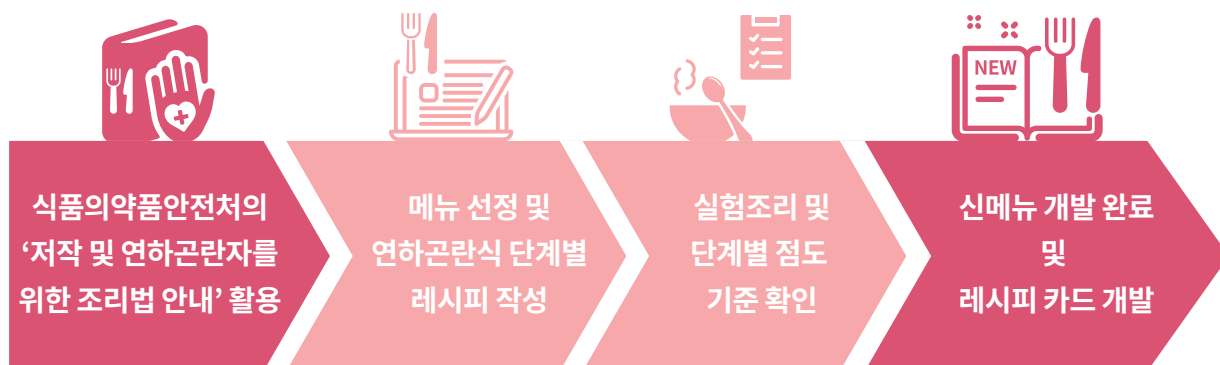 NEW
식품의약품안전처의
‘저작 및 연하곤란자를
위한 조리법 안내’ 활용
메뉴 선정 및
연하곤란식 단계별
레시피 작성
실험조리 및
단계별 점도
기준 확인
신메뉴 개발 완료
및
레시피 카드 개발